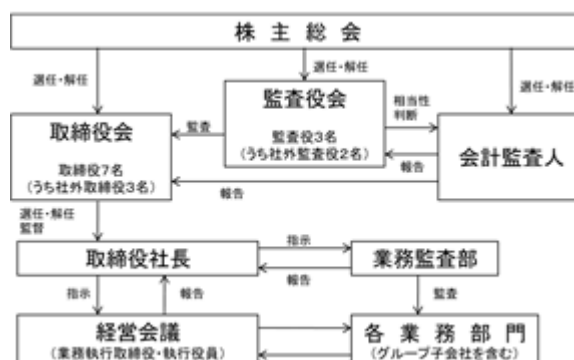 株主総会
選任・解任
選任・解任
選任・解任
監査役会
監査役3名
(うち社外監査役2名)
相当性
判断
監査
取締役会
取締役7名
(うち社外取締役3名)
会計監査人
報告
報告
選任・解任
監督
取締役社長
指示
報告
業務監査部
指示
報告
監査
経営会議
(業務執行取締役・執行役員)
各業務部門
(グループ子会社を含む)